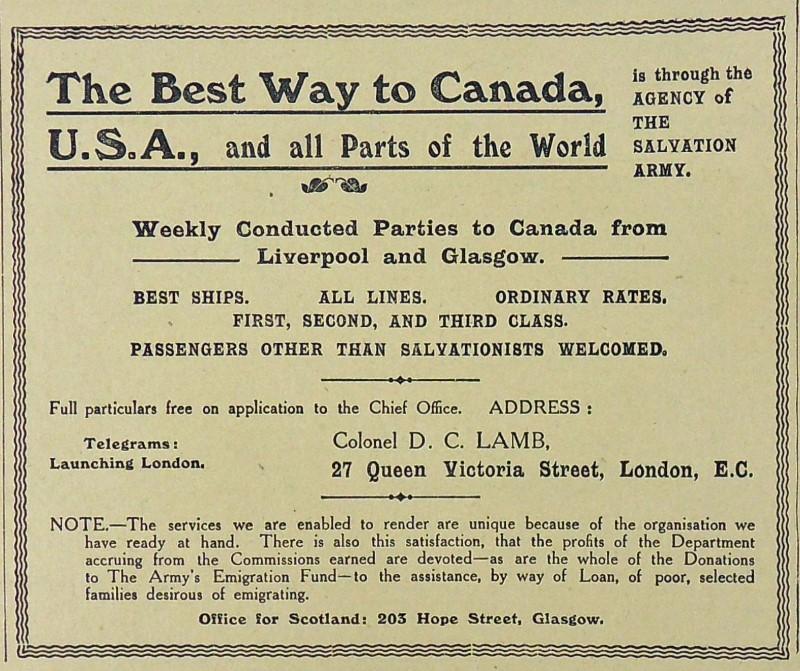 The Best Way to Canada,
U.S.A., and all Parts of the World
is through the
AGENCY of
THE
SALVATION
ARMY.
Weekly Conducted Parties to Canada from
Liverpool and Glasgow.
BEST SHIPS. ALL LINES. ORDINARY RATES.
FIRST, SECOND, AND THIRD CLASS.
PASSENGERS OTHER THAN SALVATIONISTS WELCOMED.
Full particulars free on application to the Chief Office. ADDRESS :
Telegrams:
Launching London.
Colonel D. C. LAMB,
27 Queen Victoria Street, London, E.C.
NOTE.—The services we are enabled to render are unique because of the organisation we
have ready at hand. There is also this satisfaction, that the profits of the Department
accruing from the Commissions earned are devoted—as are the whole of the Donations
to The Army's Emigration Fund—to the assistance, by way of Loan, of poor, selected
families desirous of emigrating.
Office for Scotland: 203 Hope Street, Glasgow.